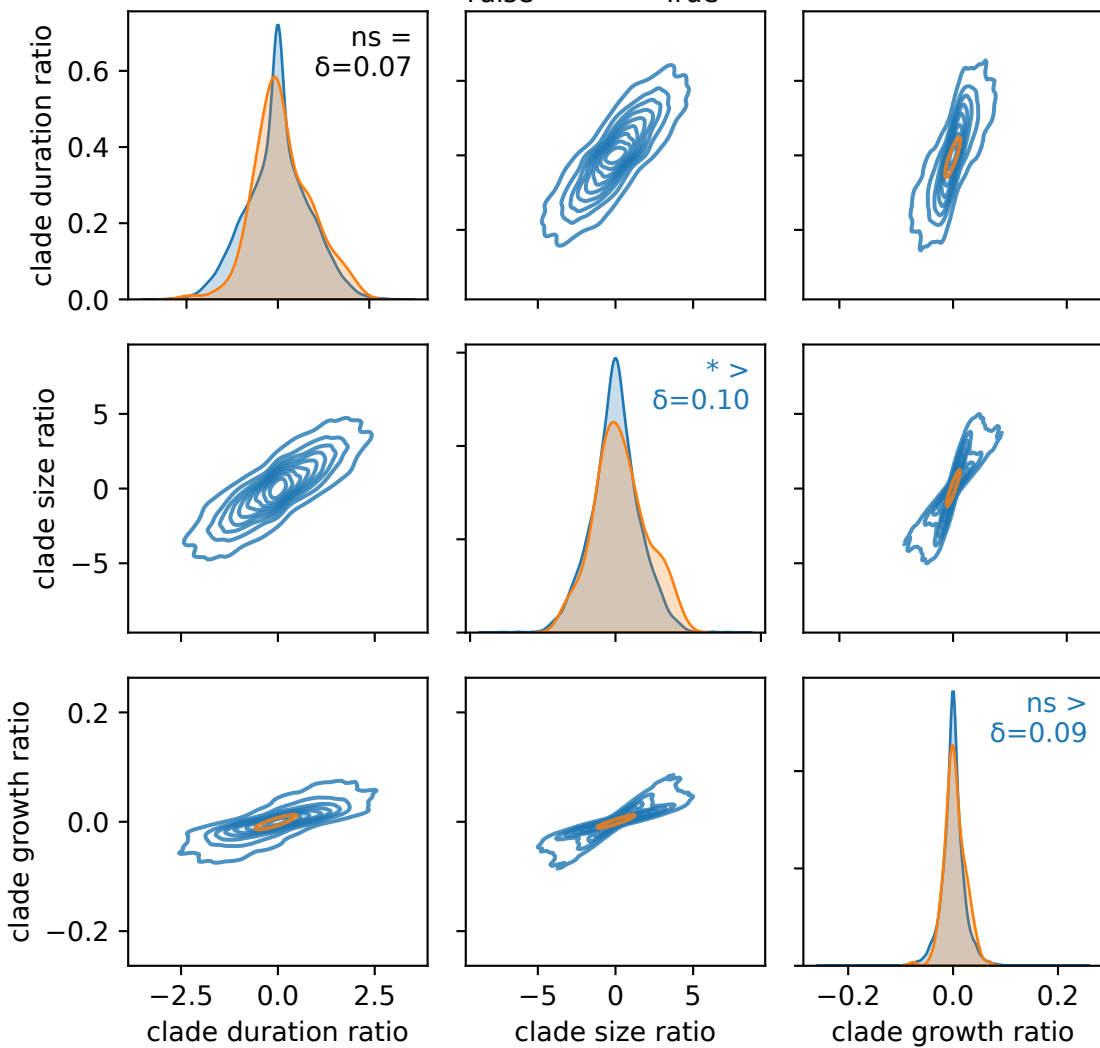 clade duration ratio
0.6
0.4
0.2
0.0
ns =
δ=0.07
clade size ratio
5
0
−5
* >
δ=0.10
clade growth ratio
0.2
0.0
−0.2
ns >
δ=0.09
−2.5 0.0 2.5
−5 0 5
−0.2 0.0 0.2
clade duration ratio
clade size ratio
clade growth ratio